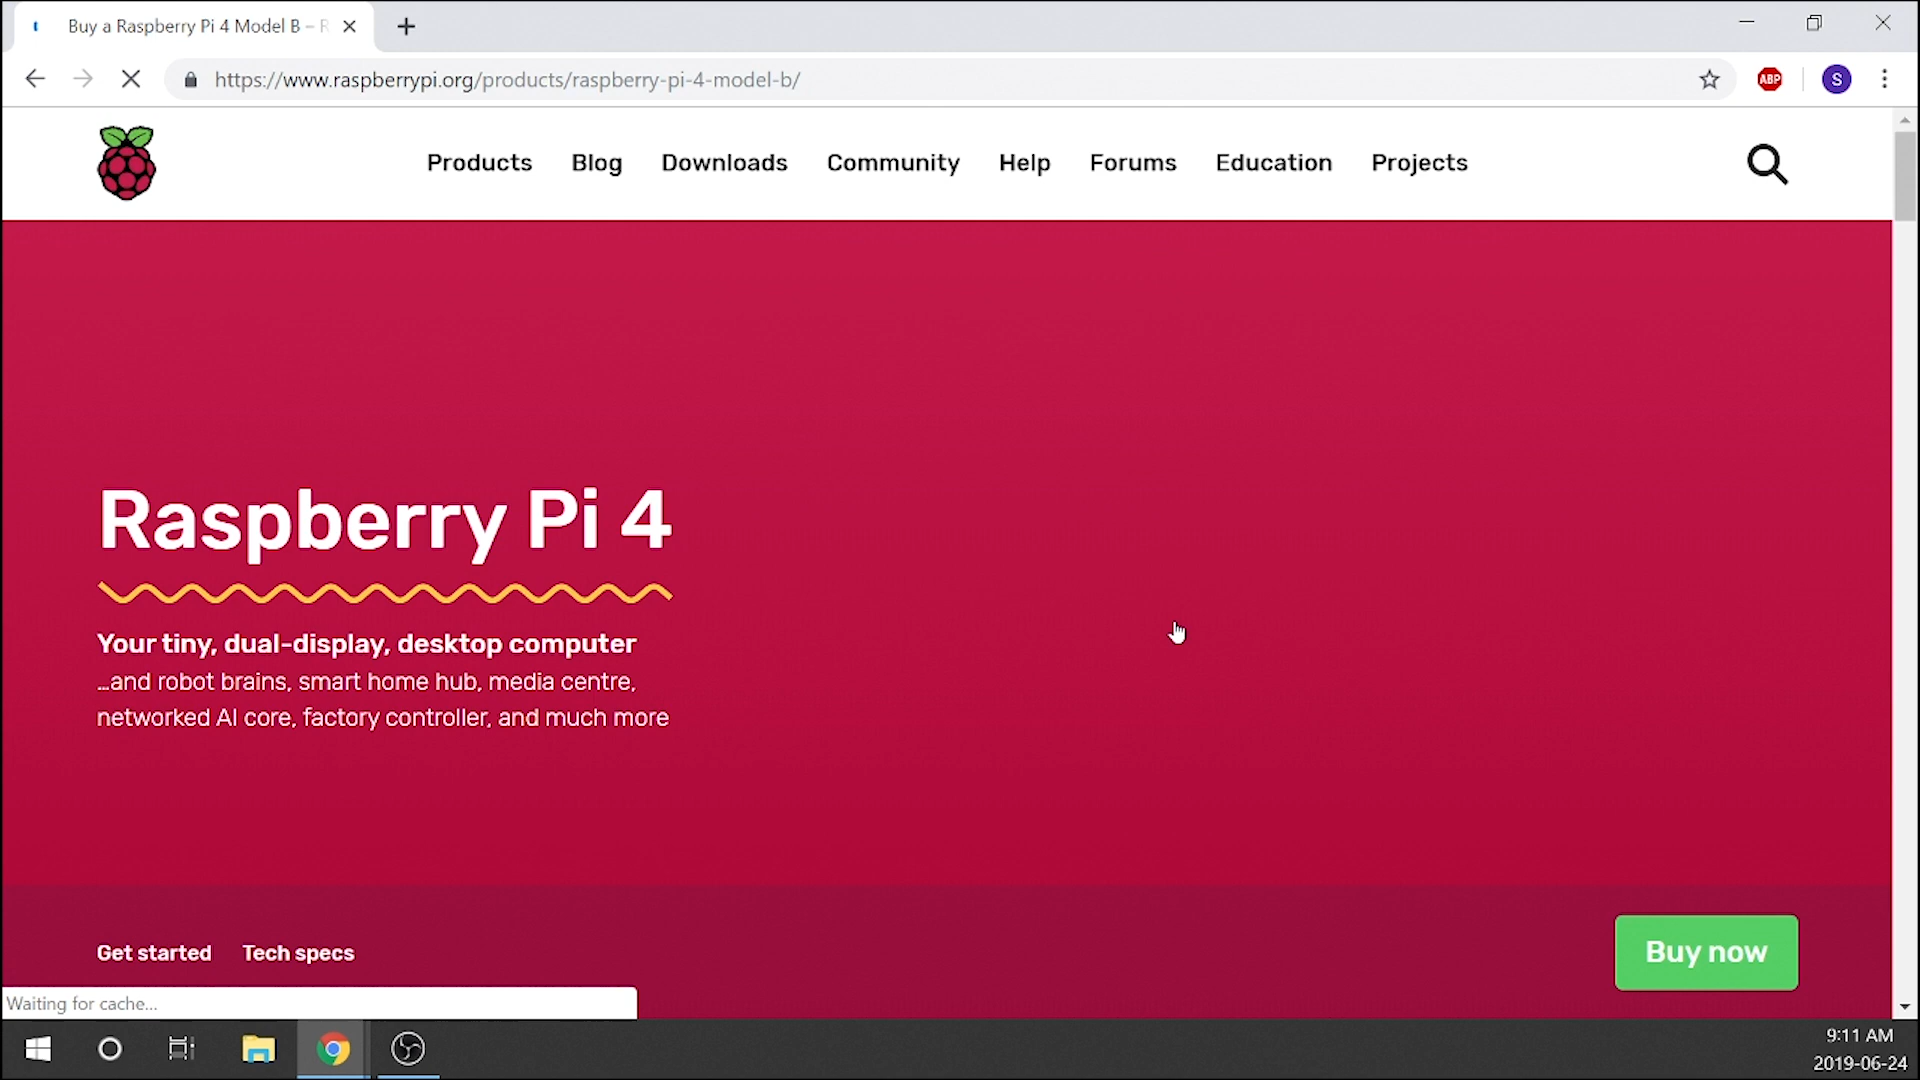 Buy a Raspberry Pi 4 Model B – R
https://www.raspberrypi.org/products/raspberry-pi-4-model-b/
ABP
S
Products Blog Downloads Community Help Forums Education Projects
Raspberry Pi 4
Your tiny, dual-display, desktop computer
...and robot brains, smart home hub, media centre,
networked AI core, factory controller, and much more
Get started Tech specs
Buy now
Waiting for cache...
9:11 AM
2019-06-24